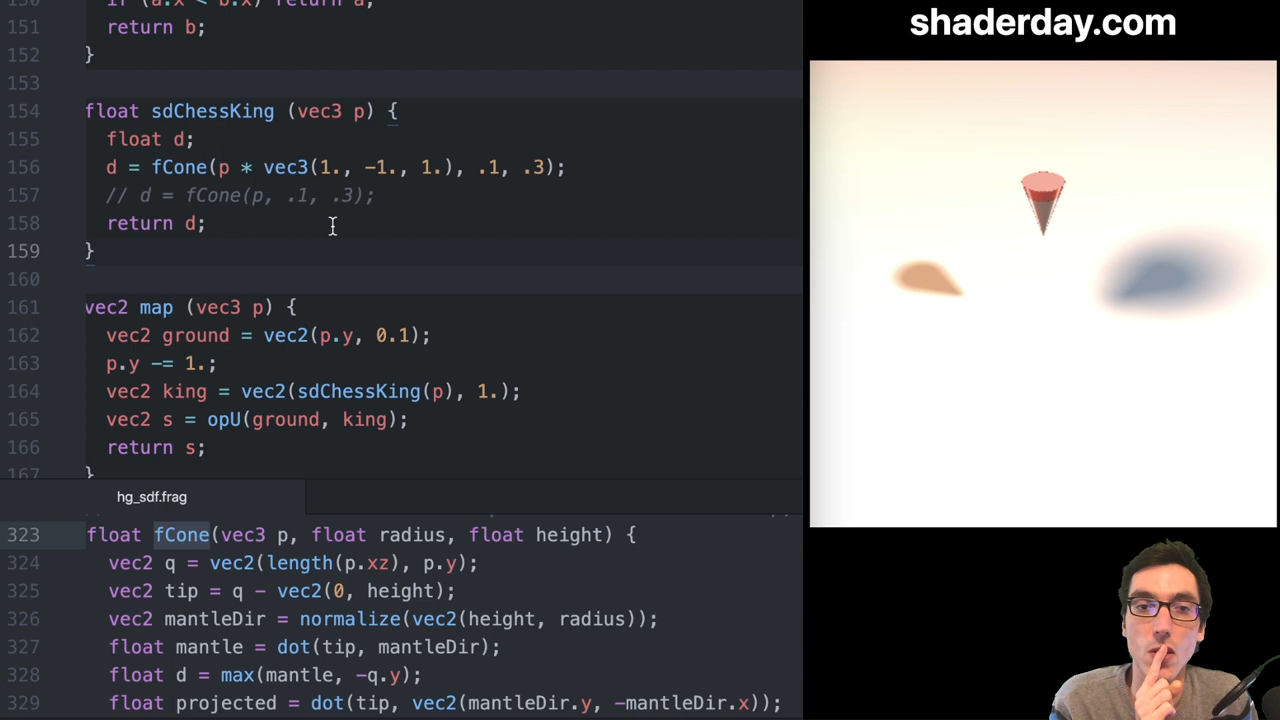 150   if (a.x < b.x) return a;
151   return b;
152 }
153
154 float sdChessKing (vec3 p) {
155   float d;
156   d = fCone(p * vec3(1., -1., 1.), .1, .3);
157   // d = fCone(p, .1, .3);
158   return d;
159 }
160
161 vec2 map (vec3 p) {
162   vec2 ground = vec2(p.y, 0.1);
163   p.y -= 1.;
164   vec2 king = vec2(sdChessKing(p), 1.);
165   vec2 s = opU(ground, king);
166   return s;
167 }
hg_sdf.frag
323 float fCone(vec3 p, float radius, float height) {
324   vec2 q = vec2(length(p.xz), p.y);
325   vec2 tip = q - vec2(0, height);
326   vec2 mantleDir = normalize(vec2(height, radius));
327   float mantle = dot(tip, mantleDir);
328   float d = max(mantle, -q.y);
329   float projected = dot(tip, vec2(mantleDir.y, -mantleDir.x));
shaderday.com